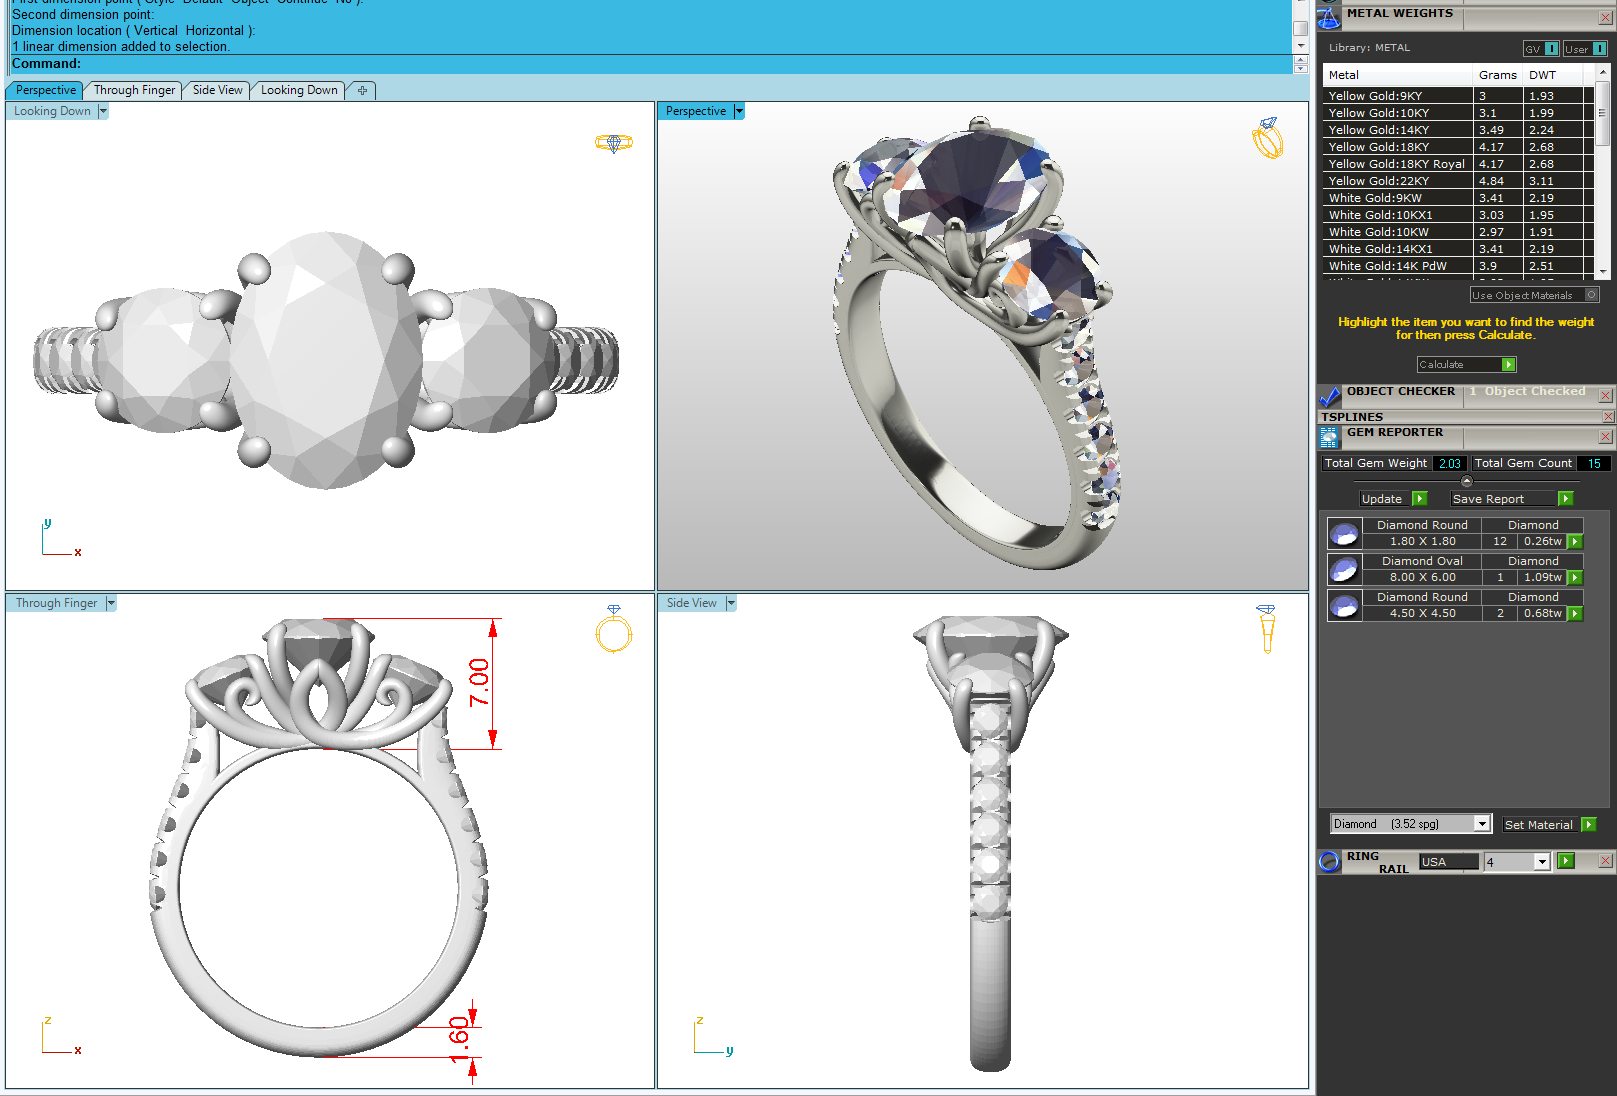 First dimension point ( Style Default Object Continue No ):
Second dimension point:
Dimension location ( Vertical Horizontal ):
1 linear dimension added to selection.
Command:
Perspective Through Finger Side View Looking Down
Looking Down
Perspective
y
x
Through Finger
7.00
1.60
z
x
Side View
z
y
METAL WEIGHTS
Library: METAL GV User
Metal Grams DWT
Yellow Gold:9KY 3 1.93
Yellow Gold:10KY 3.1 1.99
Yellow Gold:14KY 3.49 2.24
Yellow Gold:18KY 4.17 2.68
Yellow Gold:18KY Royal 4.17 2.68
Yellow Gold:22KY 4.84 3.11
White Gold:9KW 3.41 2.19
White Gold:10KX1 3.03 1.95
White Gold:10KW 2.97 1.91
White Gold:14KX1 3.41 2.19
White Gold:14K PdW 3.9 2.51
Use Object Materials
Highlight the item you want to find the weight
for then press Calculate.
Calculate
OBJECT CHECKER 1 Object Checked
TSPLINES
GEM REPORTER
Total Gem Weight 2.03 Total Gem Count 15
Update Save Report
Diamond Round Diamond
1.80 X 1.80 12 0.26tw
Diamond Oval Diamond
8.00 X 6.00 1 1.09tw
Diamond Round Diamond
4.50 X 4.50 2 0.68tw
Diamond (3.52 spg) Set Material
RING
RAIL USA 4